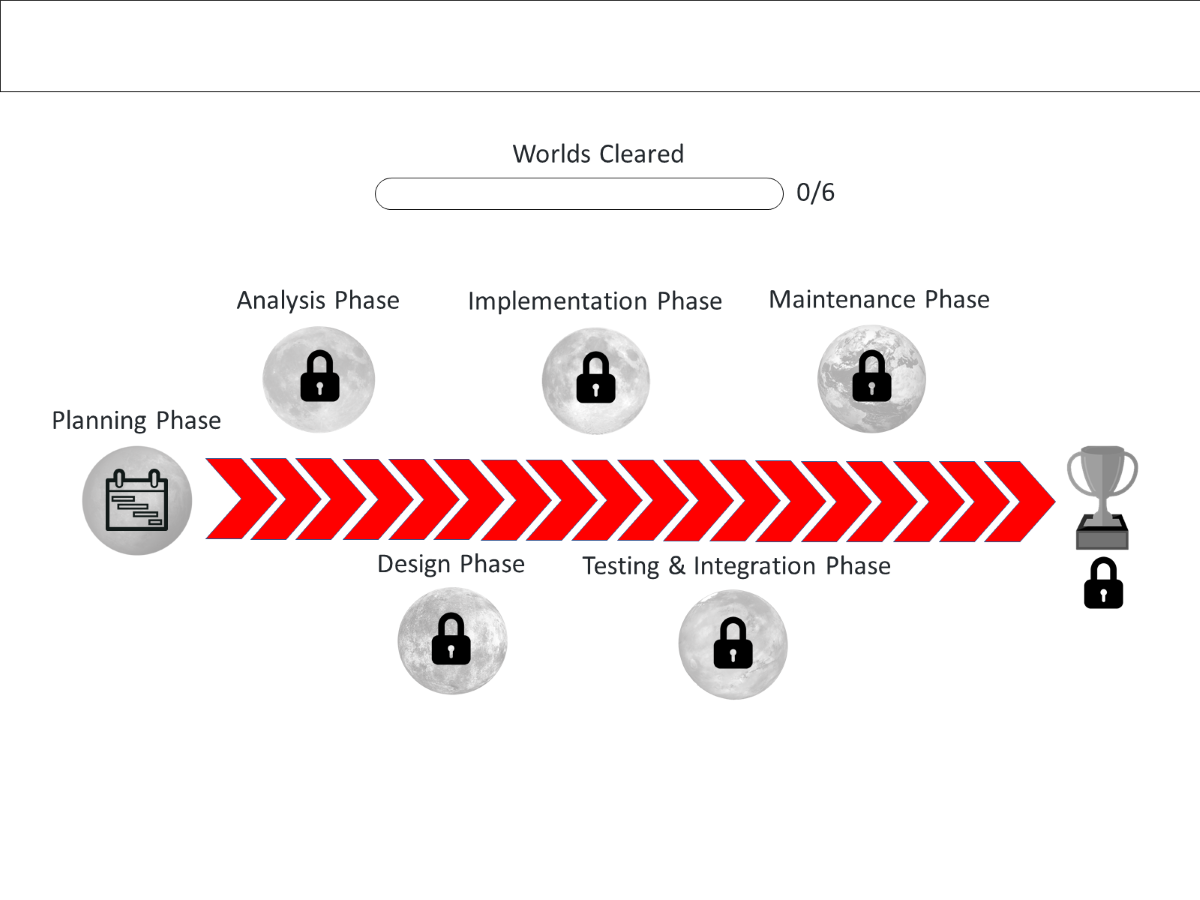 Worlds Cleared
0/6
Analysis Phase
Implementation Phase
Maintenance Phase
Planning Phase
Design Phase
Testing & Integration Phase